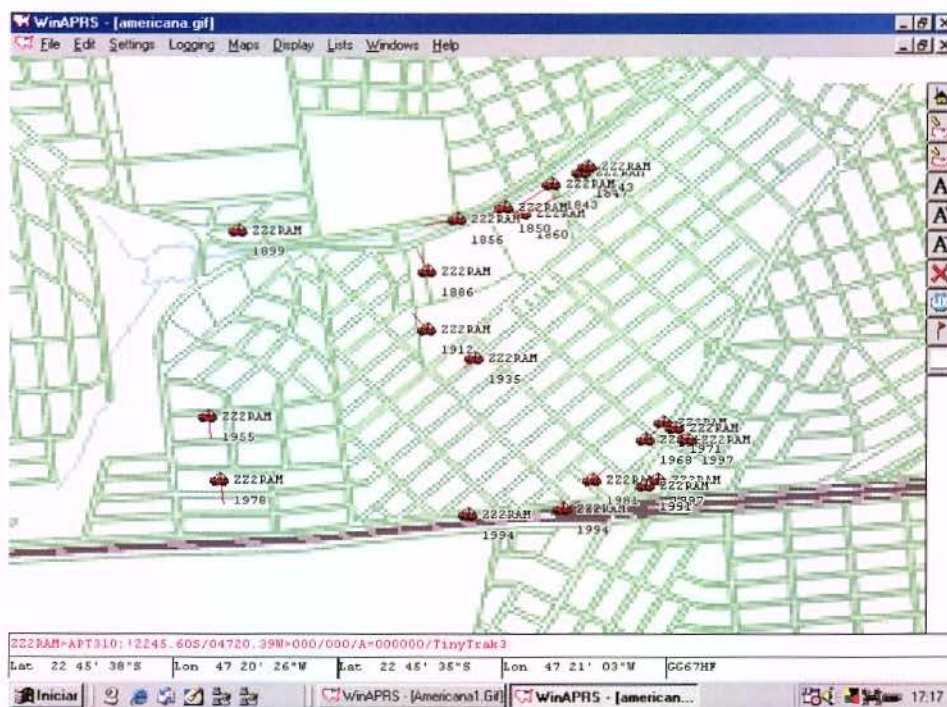 WinAPRS - [americana.gif]
File Edit Settings Logging Maps Display Lists Windows Help
ZZ2RAM
ZZ2RAM
1843
ZZ2RAM
1847
ZZ2RAM
1843
ZZ2RAM
1850
1860
ZZ2RAM
1856
ZZ2RAM
1899
ZZ2RAM
1886
ZZ2RAM
1912
ZZ2RAM
1935
ZZ2RAM
1955
ZZ2RAM
1971
ZZ2RAM
1968 1997
ZZ2RAM
1978
ZZ2RAM
1981
ZZ2RAM
1991
ZZ2RAM
1994
ZZ2RAM
1994
A
A
A
ZZ2RAM>APT310:!2245.60S/04720.39W>000/000/A=000000/TinyTrak3
Lat 22 45' 38"S Lon 47 20' 26"W Lat 22 45' 35"S Lon 47 21' 03"W GG67HF
Iniciar WinAPRS - [Americana1.Gif] WinAPRS - [american... 17:17